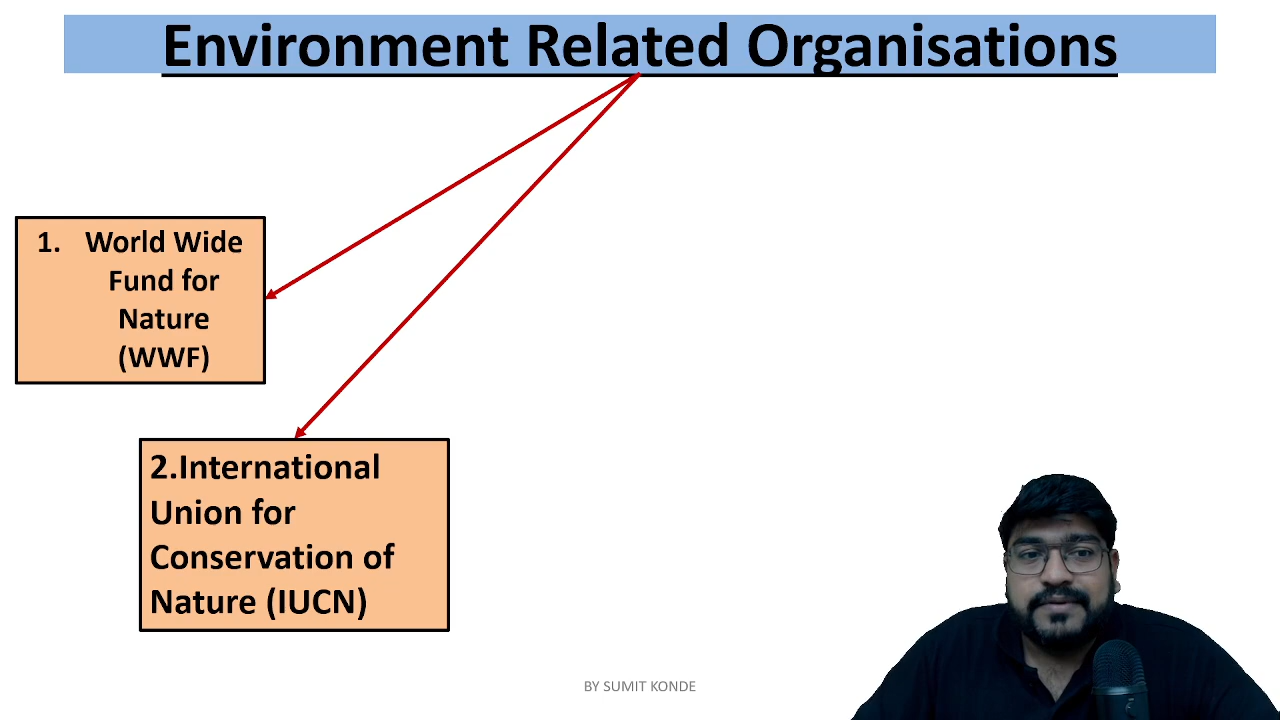 Environment Related Organisations
1. World Wide
Fund for
Nature
(WWF)
2.International
Union for
Conservation of
Nature (IUCN)
BY SUMIT KONDE